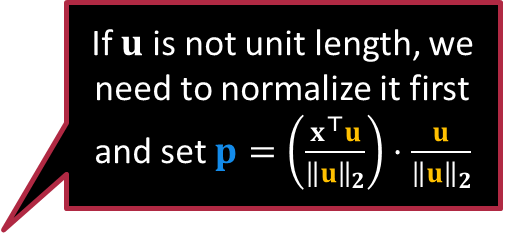 If 𝐮 is not unit length, we
need to normalize it first
and set 𝐩 = (𝐱⊤𝐮 / ‖𝐮‖₂) · 𝐮 / ‖𝐮‖₂